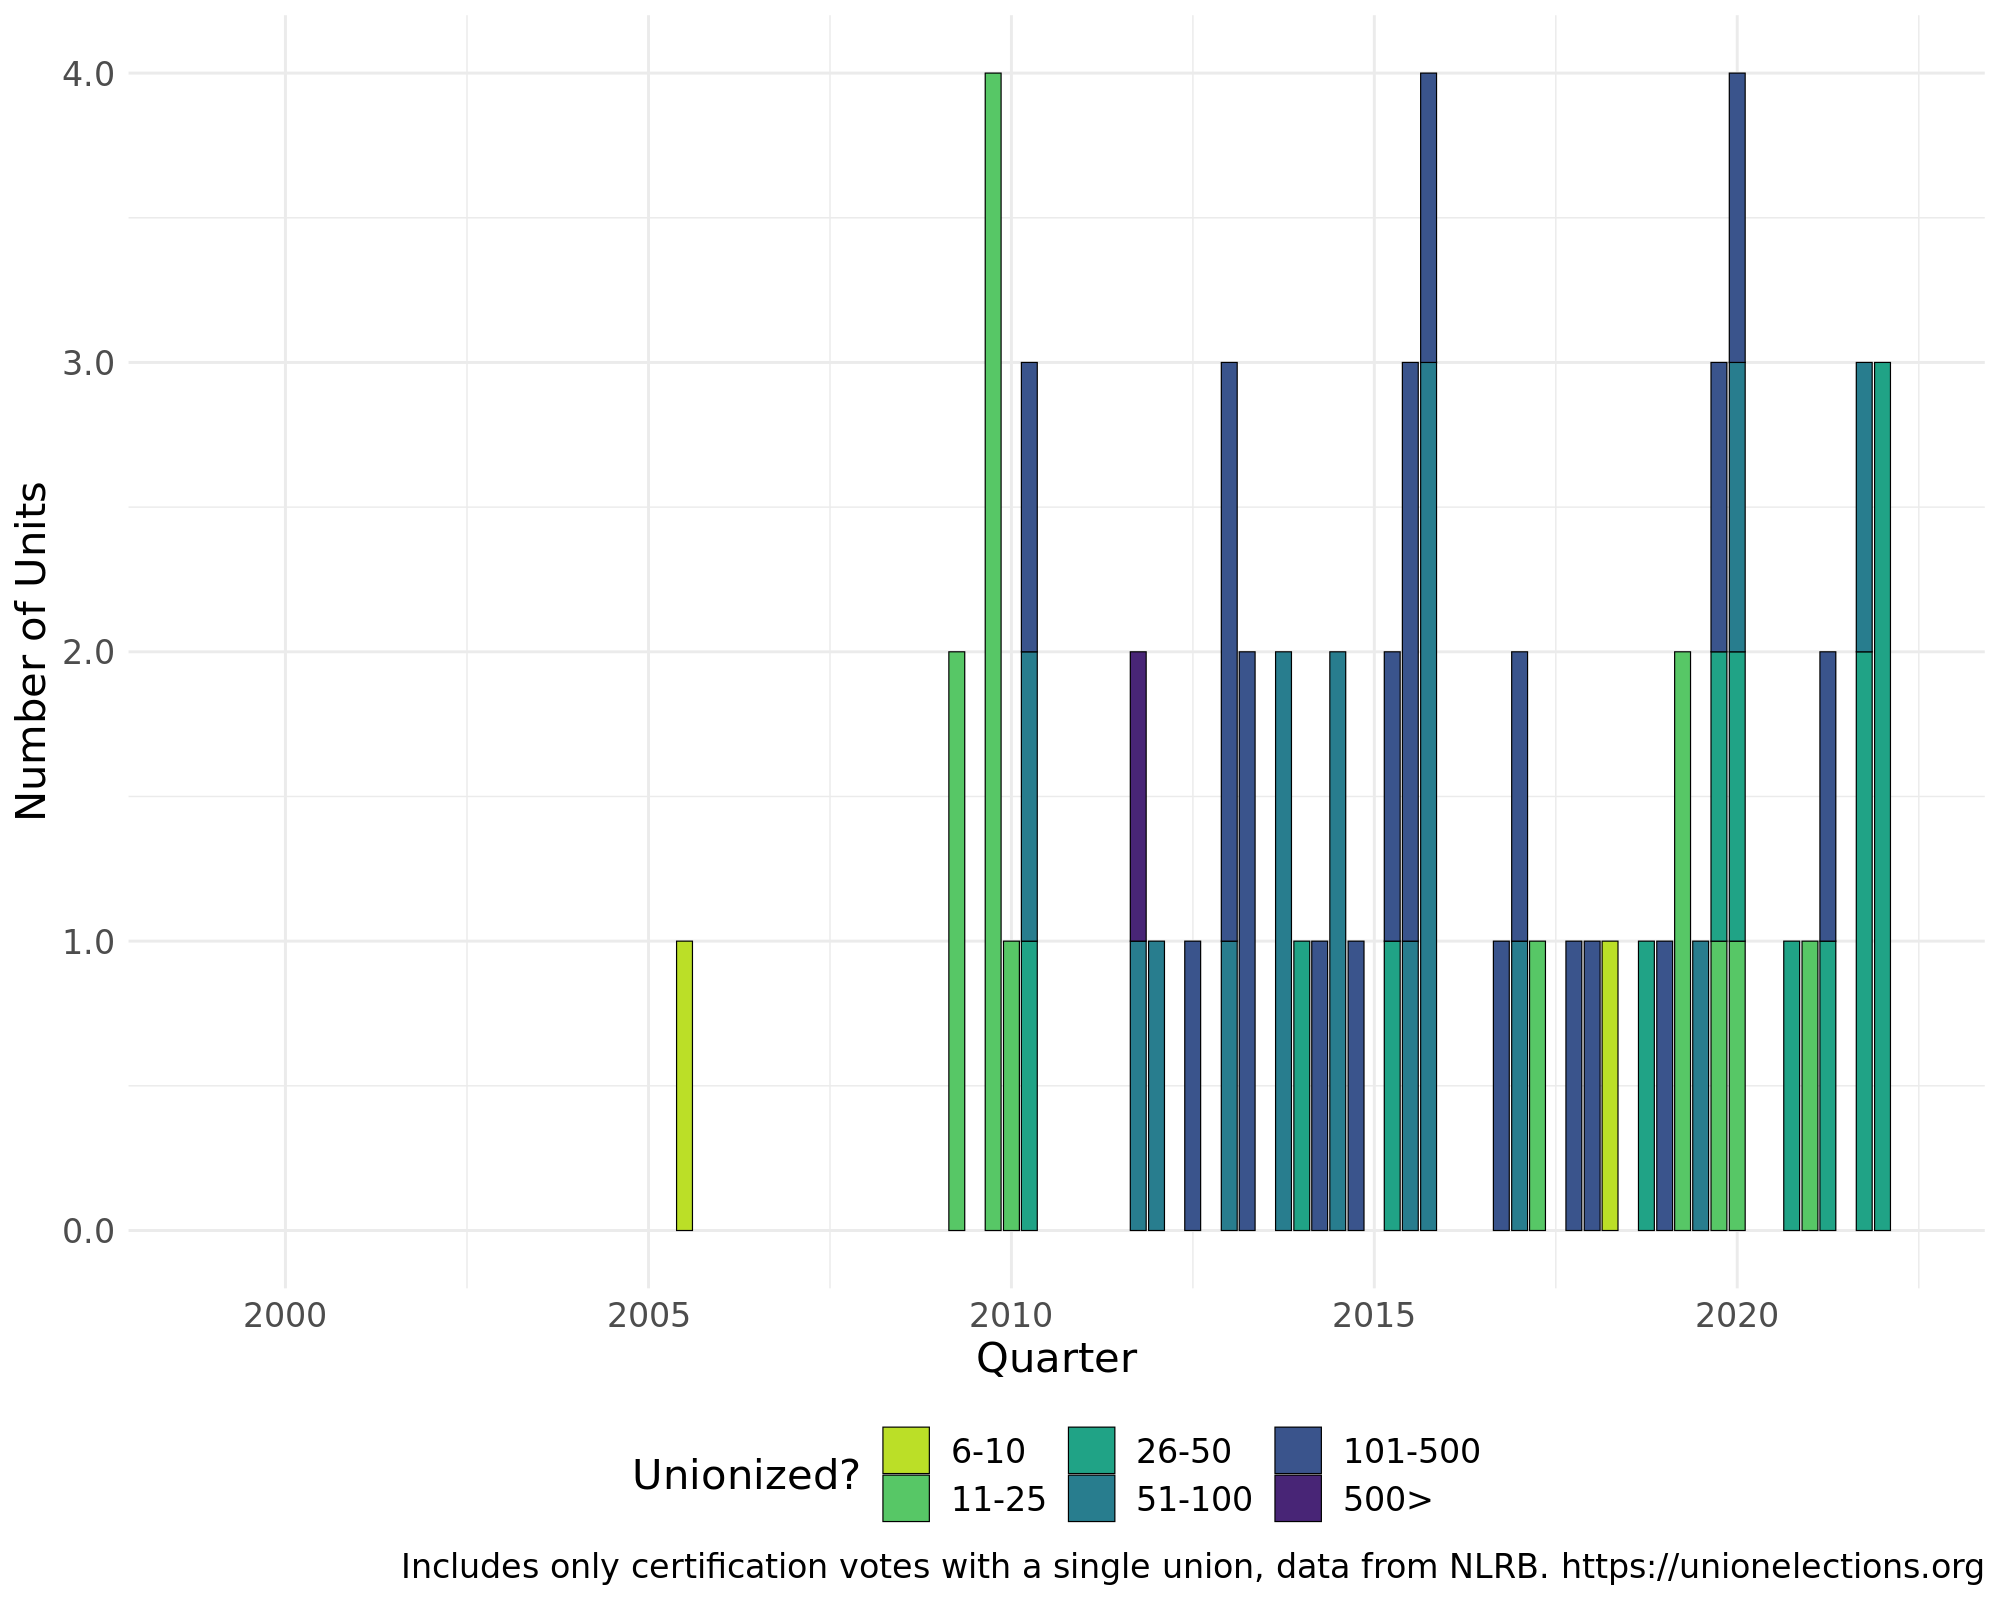 4.0
3.0
2.0
1.0
0.0
Number of Units
2000 2005 2010 2015 2020
Quarter
Unionized?
6-10 26-50 101-500
11-25 51-100 500>
Includes only certification votes with a single union, data from NLRB. https://unionelections.org